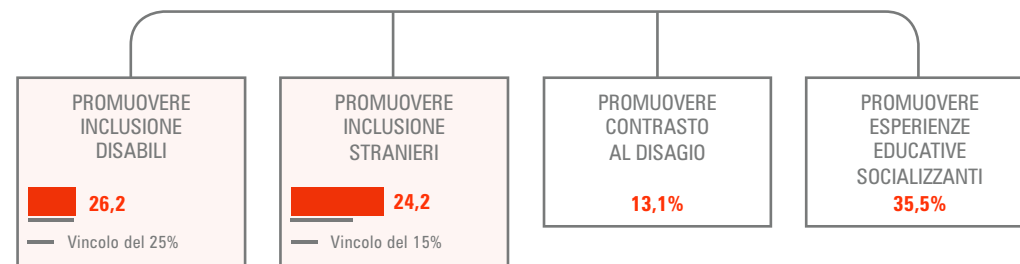 PROMUOVERE
INCLUSIONE
DISABILI
26,2
Vincolo del 25%
PROMUOVERE
INCLUSIONE
STRANIERI
24,2
Vincolo del 15%
PROMUOVERE
CONTRASTO
AL DISAGIO
13,1%
PROMUOVERE
ESPERIENZE
EDUCATIVE
SOCIALIZZANTI
35,5%